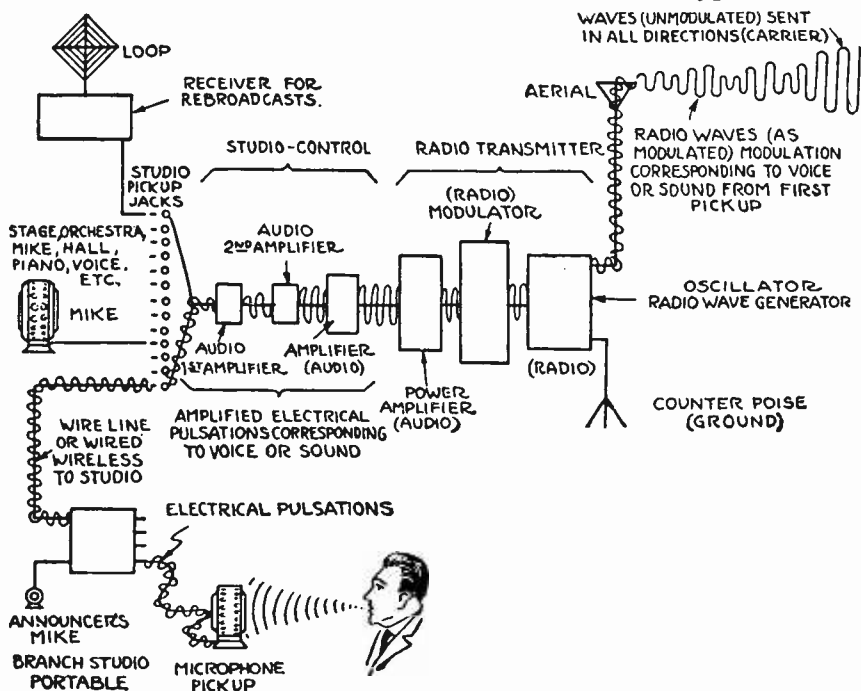 WAVES (UNMODULATED) SENT
IN ALL DIRECTIONS (CARRIER)
LOOP
RECEIVER FOR
REBROADCASTS.
AERIAL
RADIO WAVES (AS
MODULATED) MODULATION
CORRESPONDING TO VOICE
OR SOUND FROM FIRST
PICKUP
STUDIO
PICKUP
JACKS
STUDIO-CONTROL
RADIO TRANSMITTER
(RADIO)
MODULATOR
STAGE, ORCHESTRA,
MIKE, HALL,
PIANO, VOICE.
ETC.
MIKE
AUDIO
2ND AMPLIFIER
OSCILLATOR
RADIO WAVE GENERATOR
AUDIO
1ST AMPLIFIER
AMPLIFIER
(AUDIO)
(RADIO)
POWER
AMPLIFIER
(AUDIO)
COUNTER POISE
(GROUND)
AMPLIFIED ELECTRICAL
PULSATIONS CORRESPONDING
TO VOICE OR SOUND
WIRE LINE
OR WIRED
WIRELESS
TO STUDIO
ELECTRICAL PULSATIONS
ANNOUNCER'S
MIKE
BRANCH STUDIO
PORTABLE
MICROPHONE
PICKUP